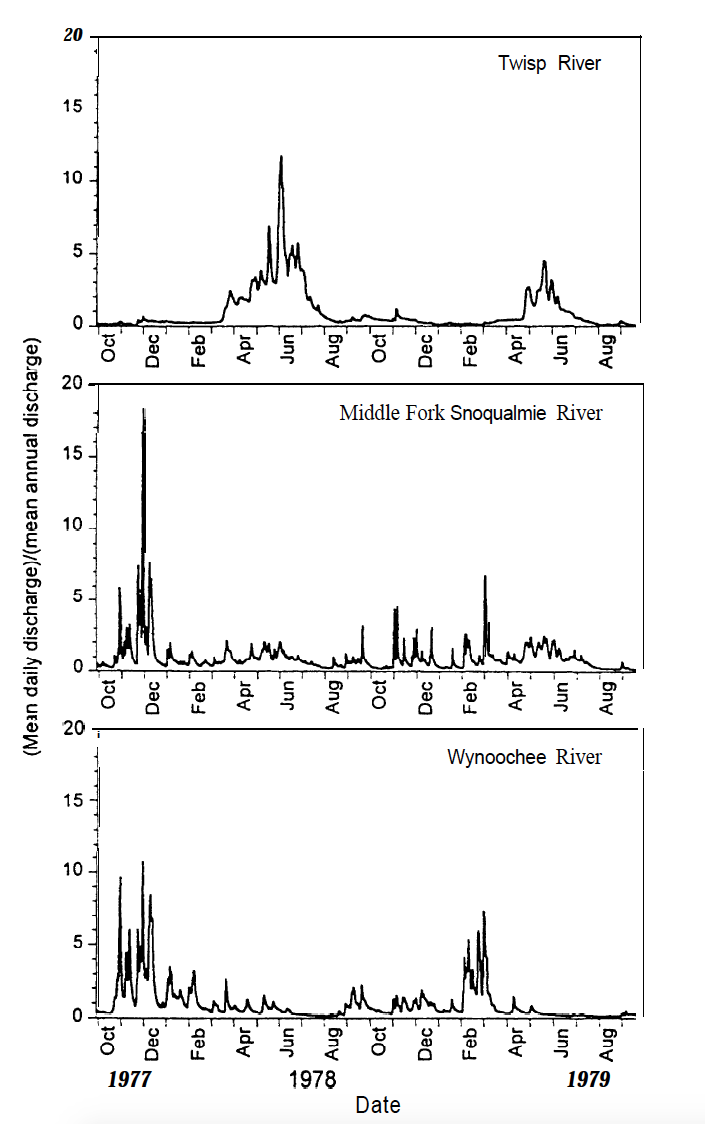 20
Twisp River
15
10
5
0
Oct Dec Feb Apr Jun Aug Oct Dec Feb Apr Jun Aug
(Mean daily discharge)/(mean annual discharge)
20
Middle Fork Snoqualmie River
15
10
5
0
Oct Dec Feb Apr Jun Aug Oct Dec Feb Apr Jun Aug
20
Wynoochee River
15
10
5
0
Oct Dec Feb Apr Jun Aug Oct Dec Feb Apr Jun Aug
1977 1978 1979
Date